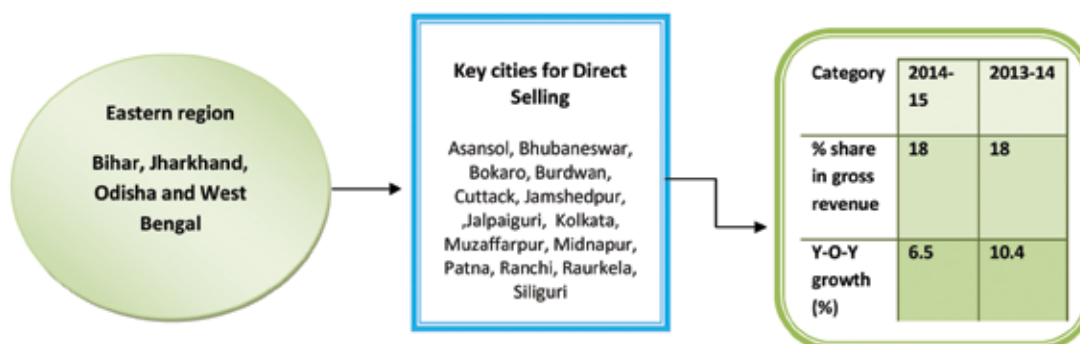 Eastern region
Bihar, Jharkhand,
Odisha and West
Bengal
Key cities for Direct
Selling
Asansol, Bhubaneswar,
Bokaro, Burdwan,
Cuttack, Jamshedpur,
,Jalpaiguri, Kolkata,
Muzaffarpur, Midnapur,
Patna, Ranchi, Raurkela,
Siliguri
Category 2014-15 2013-14
% share in gross revenue 18 18
Y-O-Y growth (%) 6.5 10.4